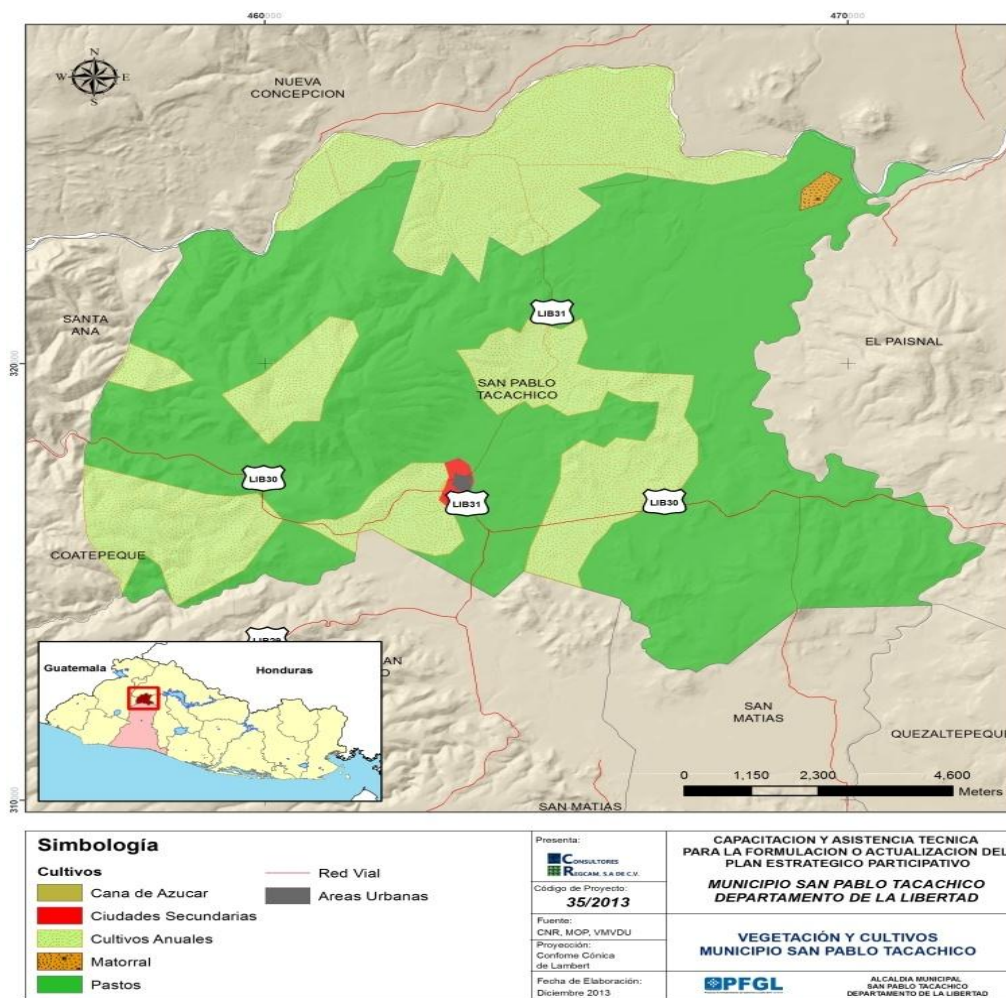 460000
470000
N
W E
S
NUEVA
CONCEPCION
SANTA
ANA
320000
LIB31
EL PAISNAL
SAN PABLO
TACACHICO
LIB30
LIB31
LIB30
COATEPEQUE
LIB29
Guatemala
Honduras
SAN
MATIAS
QUEZALTEPEQUE
0 1,150 2,300 4,600
Meters
310000
SAN MATIAS
Simbología
Cultivos
Cana de Azucar
Ciudades Secundarias
Cultivos Anuales
Matorral
Pastos
Red Vial
Areas Urbanas
Presenta:
CONSULTORES
REGCAM, S.A DE C.V.
Código de Proyecto:
35/2013
Fuente:
CNR, MOP, VMVDU
Proyección:
Conforme Cónica
de Lambert
Fecha de Elaboración:
Diciembre 2013
CAPACITACION Y ASISTENCIA TECNICA
PARA LA FORMULACION O ACTUALIZACION DEL
PLAN ESTRATEGICO PARTICIPATIVO
MUNICIPIO SAN PABLO TACACHICO
DEPARTAMENTO DE LA LIBERTAD
VEGETACIÓN Y CULTIVOS
MUNICIPIO SAN PABLO TACACHICO
PFGL
ALCALDIA MUNICIPAL
SAN PABLO TACACHICO
DEPARTAMENTO DE LA LIBERTAD